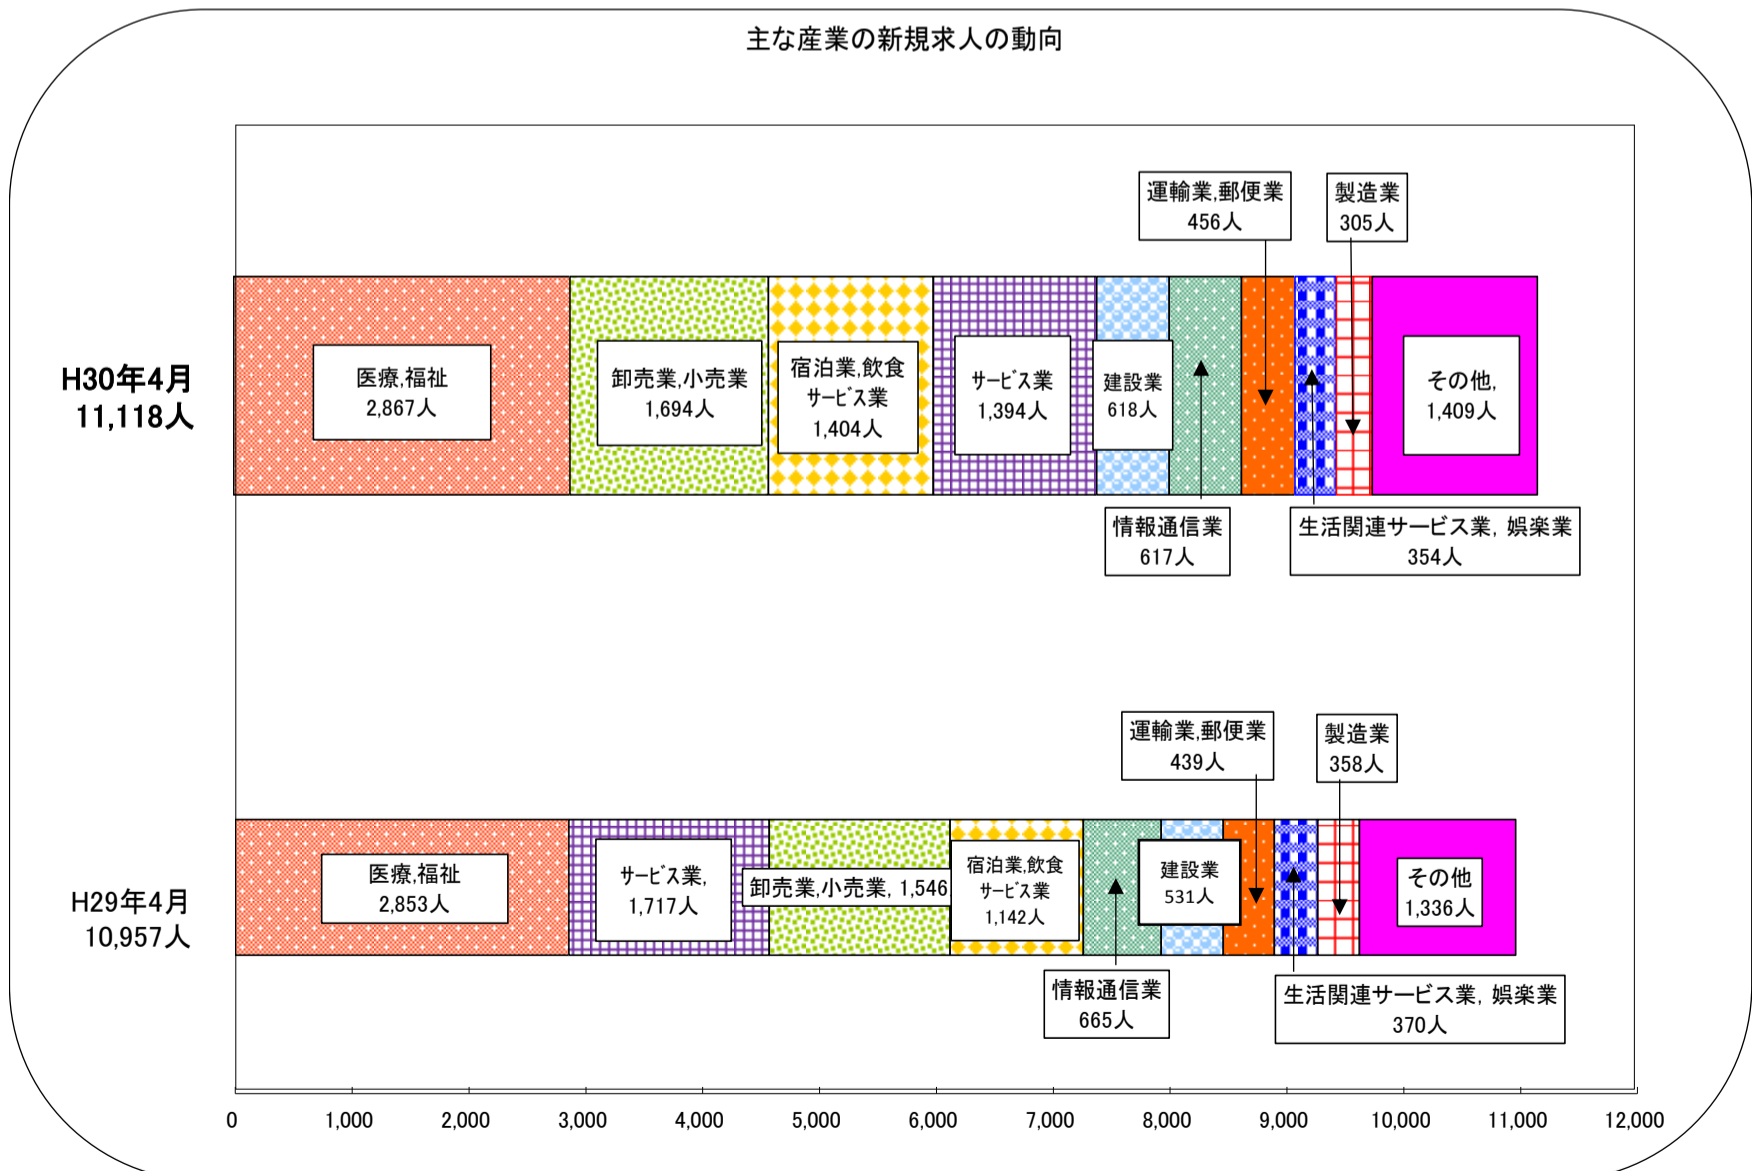 主な産業の新規求人の動向
運輸業,郵便業
456人
製造業
305人
H30年4月
11,118人
医療,福祉
2,867人
卸売業,小売業
1,694人
宿泊業,飲食
サービス業
1,404人
サービス業
1,394人
建設業
618人
その他,
1,409人
情報通信業
617人
生活関連サービス業, 娯楽業
354人
運輸業,郵便業
439人
製造業
358人
H29年4月
10,957人
医療,福祉
2,853人
サービス業,
1,717人
卸売業,小売業, 1,546
宿泊業,飲食
サービス業
1,142人
建設業
531人
その他
1,336人
情報通信業
665人
生活関連サービス業, 娯楽業
370人
0 1,000 2,000 3,000 4,000 5,000 6,000 7,000 8,000 9,000 10,000 11,000 12,000